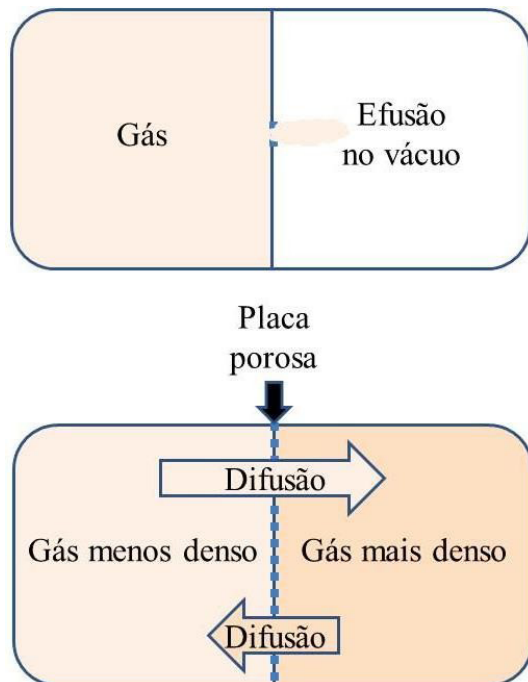 Gás
Efusão
no vácuo
Placa
porosa
Difusão
Gás menos denso
Gás mais denso
Difusão